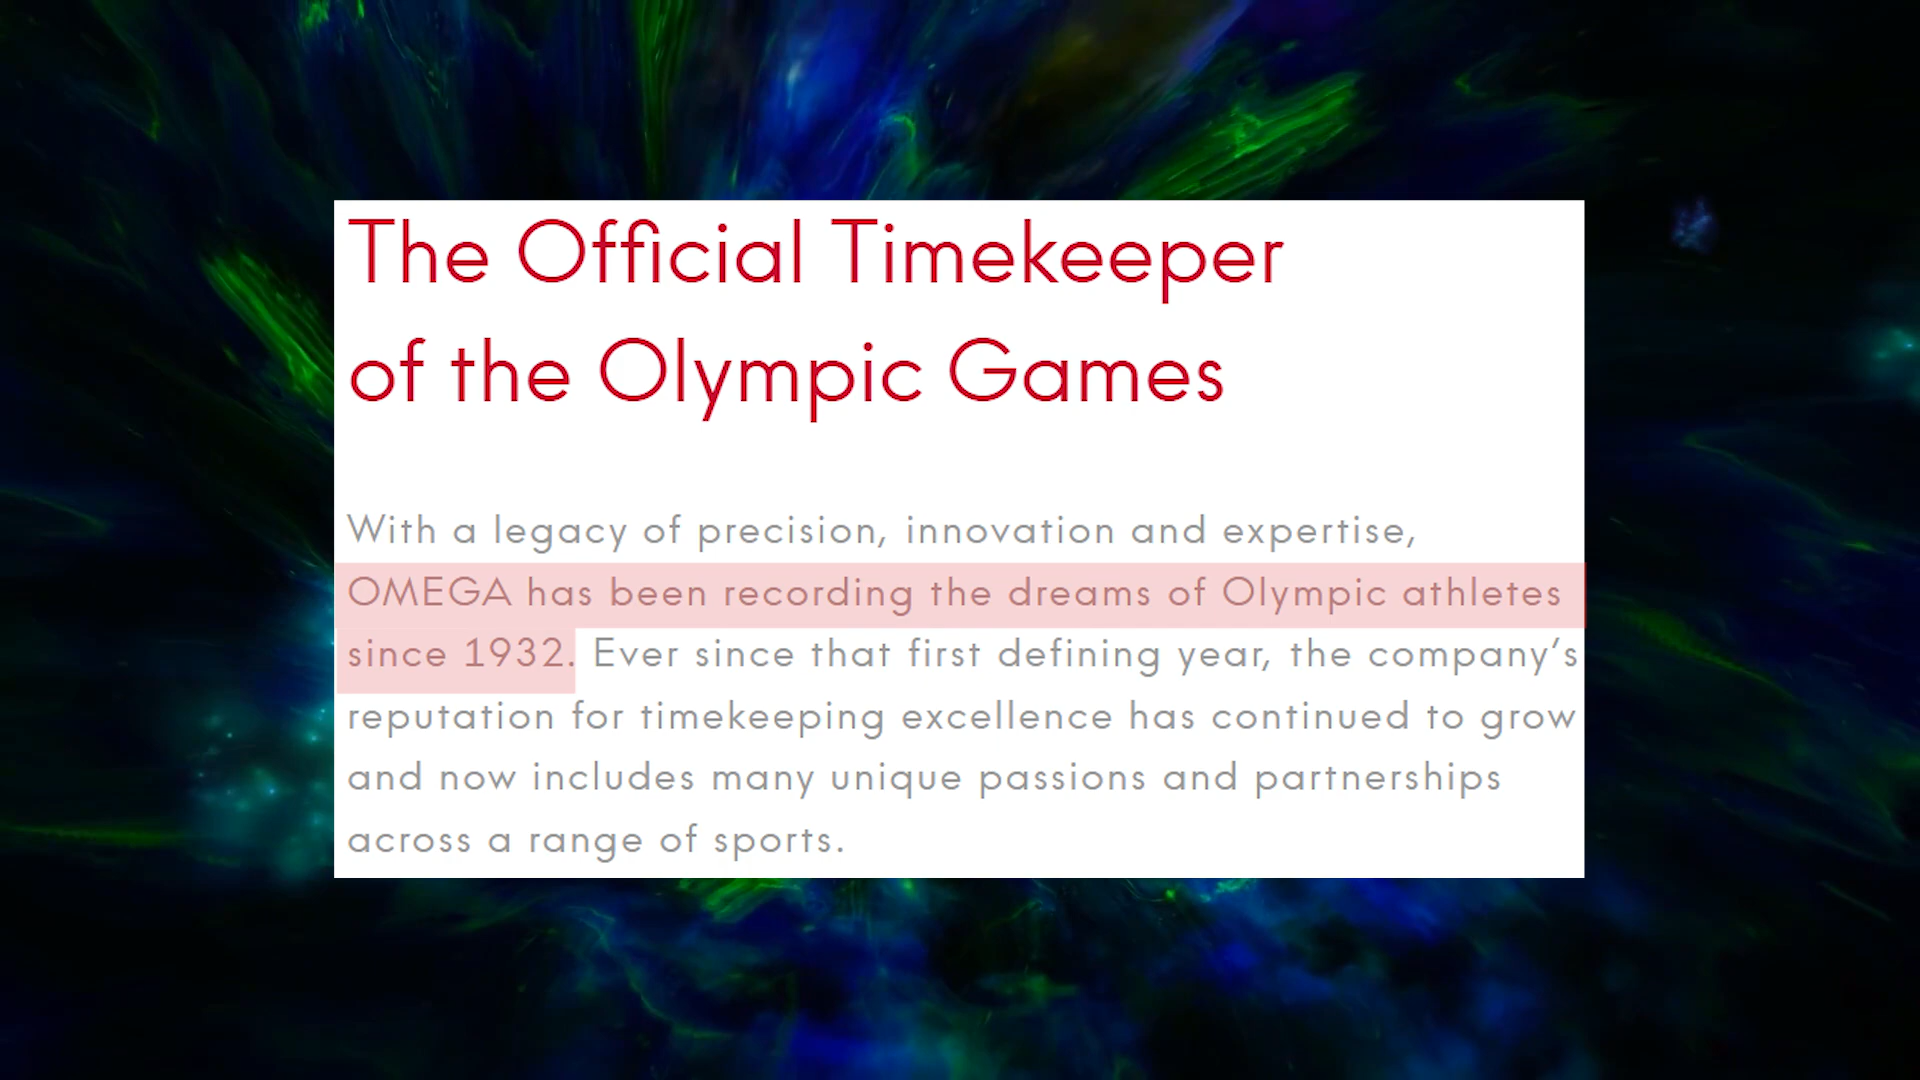 The Official Timekeeper
of the Olympic Games
With a legacy of precision, innovation and expertise,
OMEGA has been recording the dreams of Olympic athletes
since 1932. Ever since that first defining year, the company’s
reputation for timekeeping excellence has continued to grow
and now includes many unique passions and partnerships
across a range of sports.